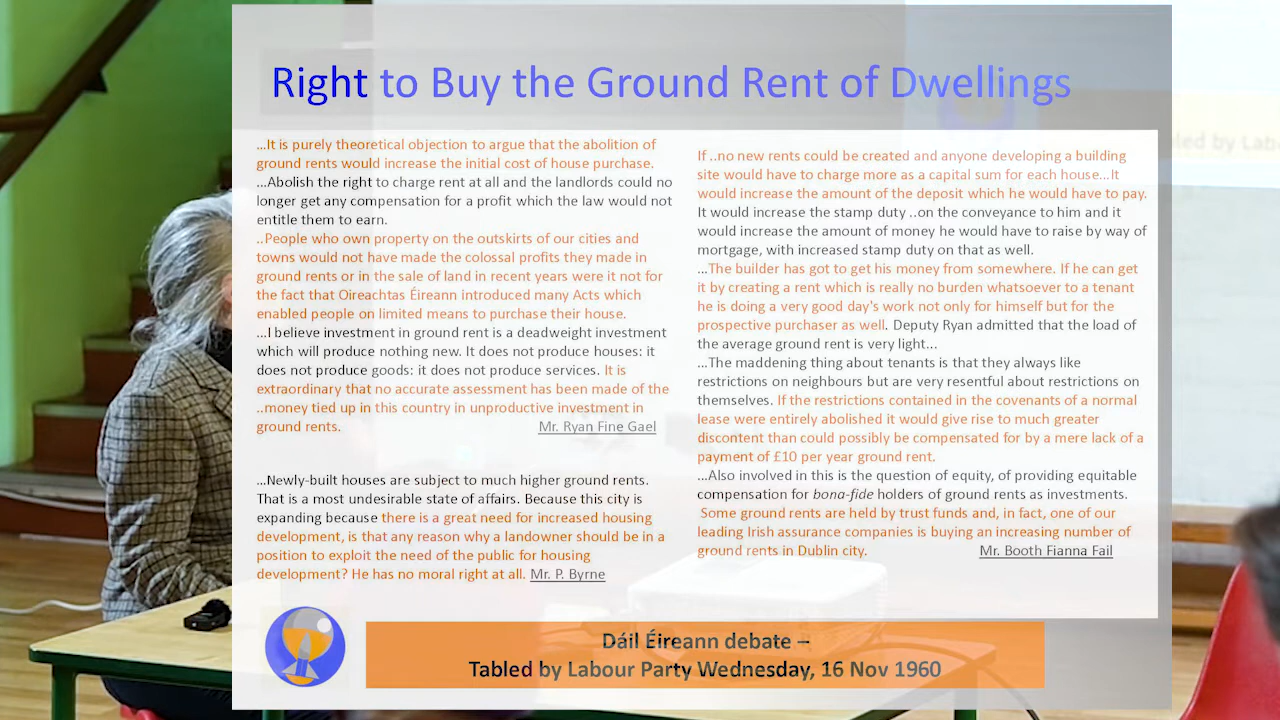 Right to Buy the Ground Rent of Dwellings
...It is purely theoretical objection to argue that the abolition of
ground rents would increase the initial cost of house purchase.
...Abolish the right to charge rent at all and the landlords could no
longer get any compensation for a profit which the law would not
entitle them to earn.
..People who own property on the outskirts of our cities and
towns would not have made the colossal profits they made in
ground rents or in the sale of land in recent years were it not for
the fact that Oireachtas Éireann introduced many Acts which
enabled people on limited means to purchase their house.
...I believe investment in ground rent is a deadweight investment
which will produce nothing new. It does not produce houses: it
does not produce goods: it does not produce services. It is
extraordinary that no accurate assessment has been made of the
..money tied up in this country in unproductive investment in
ground rents. Mr. Ryan Fine Gael
...Newly-built houses are subject to much higher ground rents.
That is a most undesirable state of affairs. Because this city is
expanding because there is a great need for increased housing
development, is that any reason why a landowner should be in a
position to exploit the need of the public for housing
development? He has no moral right at all. Mr. P. Byrne
If ..no new rents could be created and anyone developing a building
site would have to charge more as a capital sum for each house...It
would increase the amount of the deposit which he would have to pay.
It would increase the stamp duty ..on the conveyance to him and it
would increase the amount of money he would have to raise by way of
mortgage, with increased stamp duty on that as well.
...The builder has got to get his money from somewhere. If he can get
it by creating a rent which is really no burden whatsoever to a tenant
he is doing a very good day's work not only for himself but for the
prospective purchaser as well. Deputy Ryan admitted that the load of
the average ground rent is very light...
...The maddening thing about tenants is that they always like
restrictions on neighbours but are very resentful about restrictions on
themselves. If the restrictions contained in the covenants of a normal
lease were entirely abolished it would give rise to much greater
discontent than could possibly be compensated for by a mere lack of a
payment of £10 per year ground rent.
...Also involved in this is the question of equity, of providing equitable
compensation for bona-fide holders of ground rents as investments.
Some ground rents are held by trust funds and, in fact, one of our
leading Irish assurance companies is buying an increasing number of
ground rents in Dublin city. Mr. Booth Fianna Fail
Dáil Éireann debate –
Tabled by Labour Party Wednesday, 16 Nov 1960